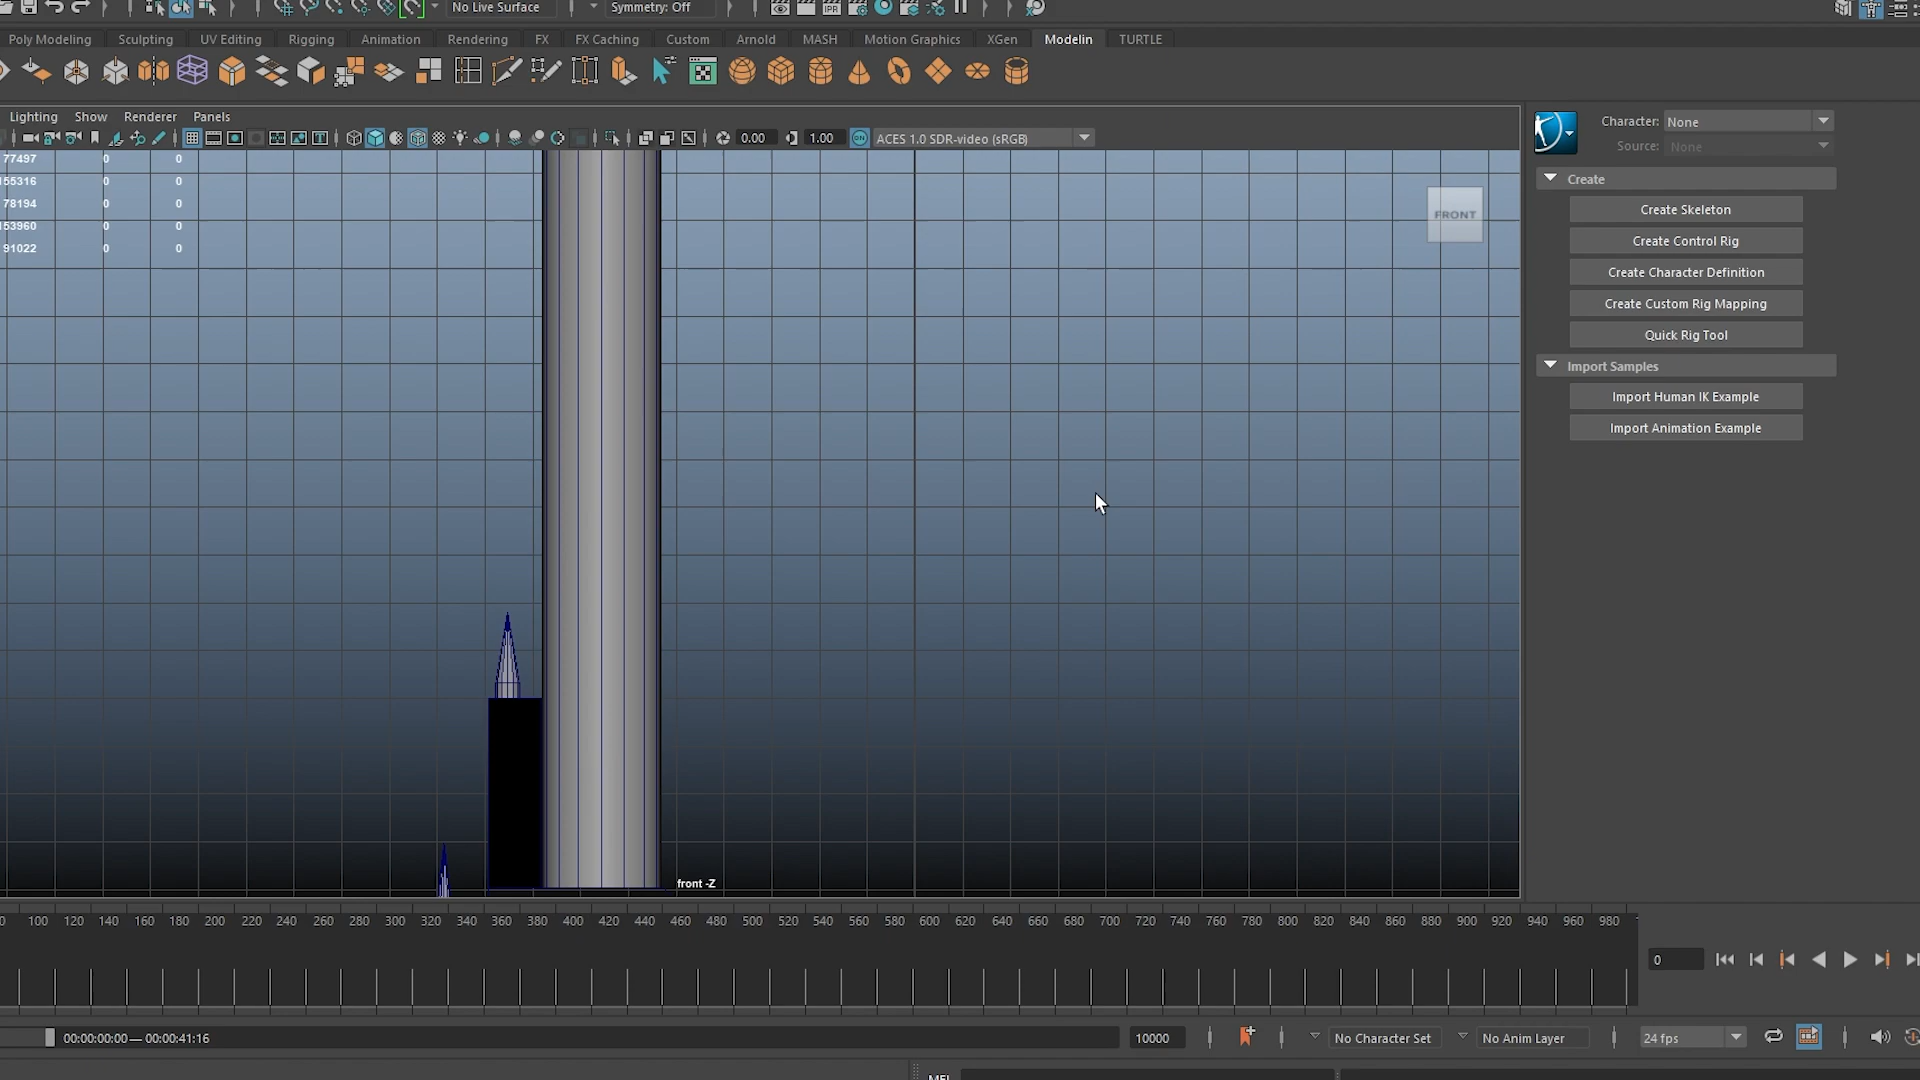 No Live Surface Symmetry: Off IPR
Poly Modeling Sculpting UV Editing Rigging Animation Rendering FX FX Caching Custom Arnold MASH Motion Graphics XGen Modelin TURTLE
Lighting Show Renderer Panels
0.00 1.00 ON ACES 1.0 SDR-video (sRGB)
77497 0 0
155316 0 0
78194 0 0
153960 0 0
91022 0 0
FRONT
front -Z
Character: None
Source: None
Create
Create Skeleton
Create Control Rig
Create Character Definition
Create Custom Rig Mapping
Quick Rig Tool
Import Samples
Import Human IK Example
Import Animation Example
100 120 140 160 180 200 220 240 260 280 300 320 340 360 380 400 420 440 460 480 500 520 540 560 580 600 620 640 660 680 700 720 740 760 780 800 820 840 860 880 900 920 940 960 980
0
00:00:00:00 — 00:00:41:16 10000 No Character Set No Anim Layer 24 fps
MEL